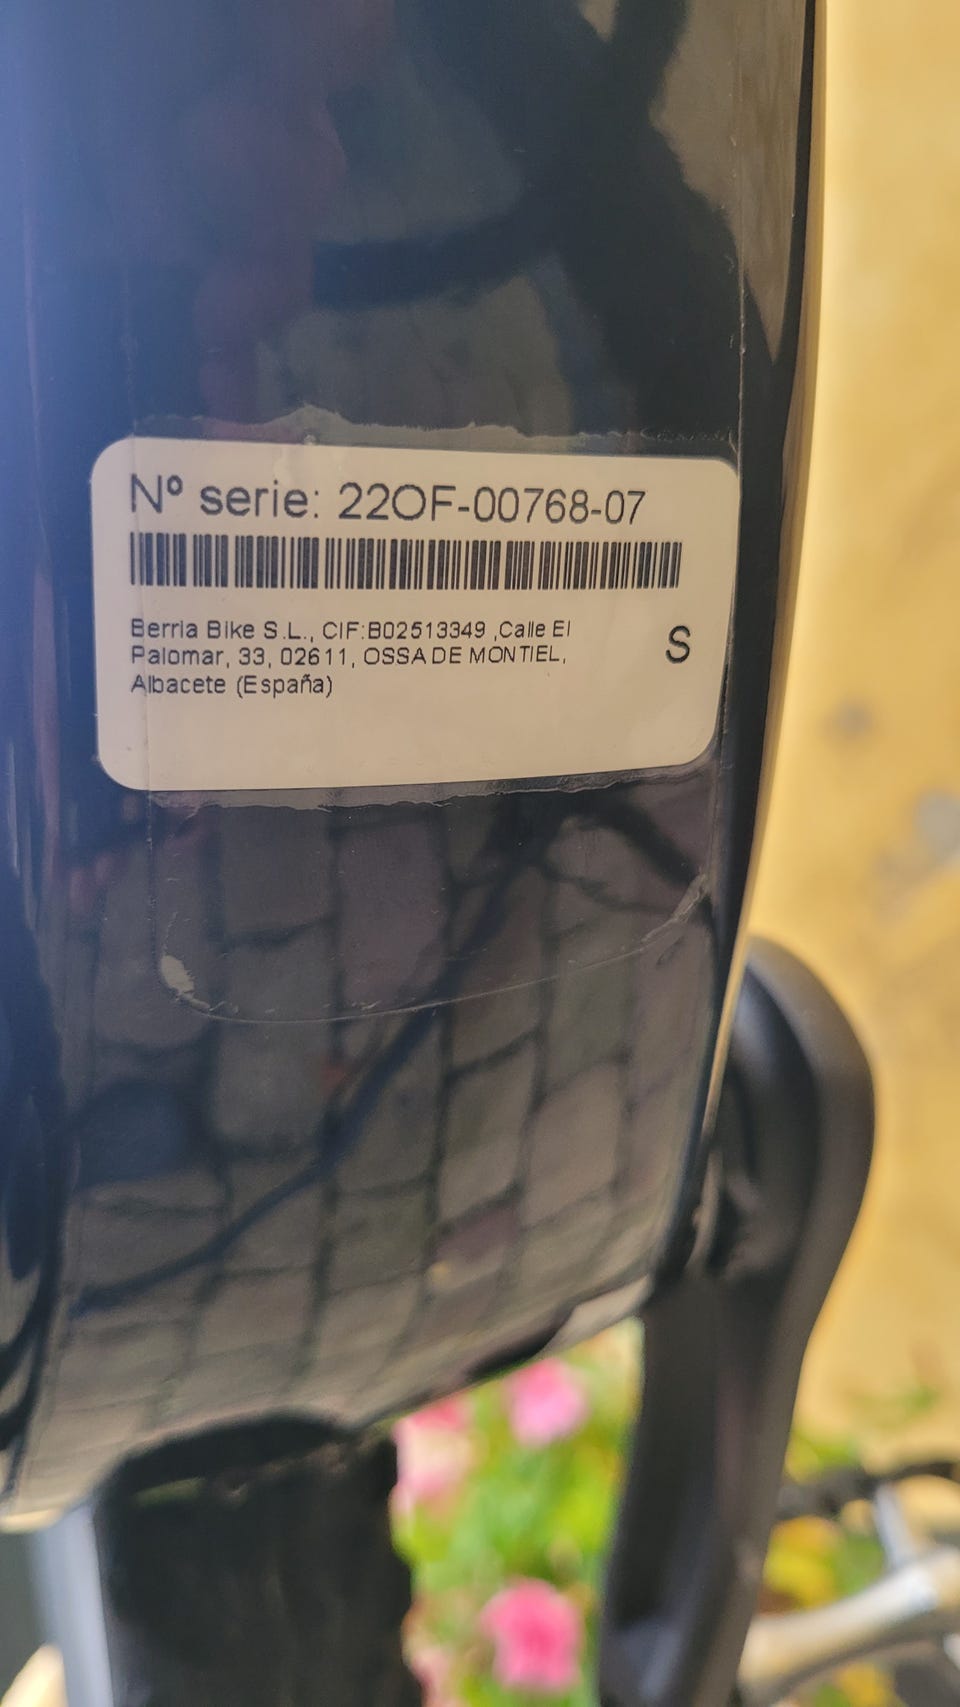 Nº serie: 22OF-00768-07
Berria Bike S.L., CIF:B02513349 ,Calle El
Palomar, 33, 02611, OSSA DE MONTIEL,
Albacete (España)
S